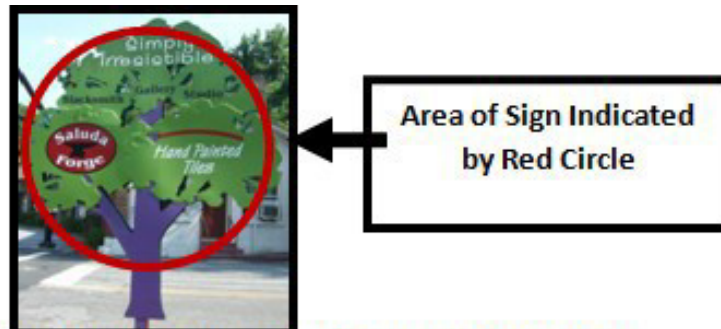 Simply
Irresistible
Blacksmith Gallery Studio
Saluda
Forge
Hand Painted
Tiles
Area of Sign Indicated
by Red Circle